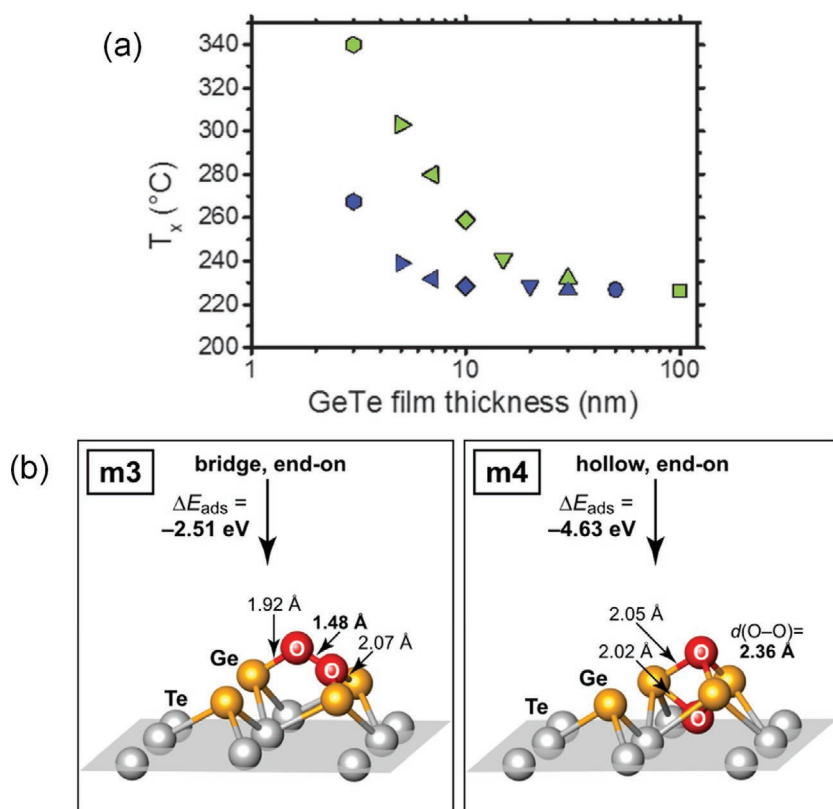 (a)
340
320
300
280
260
240
220
200
Tₓ (°C)
1
10
100
GeTe film thickness (nm)
(b)
m3
bridge, end-on
ΔE_ads =
–2.51 eV
1.92 Å
1.48 Å
2.07 Å
O
O
Ge
Te
m4
hollow, end-on
ΔE_ads =
–4.63 eV
2.05 Å
2.02 Å
d(O–O)=
2.36 Å
O
O
Ge
Te